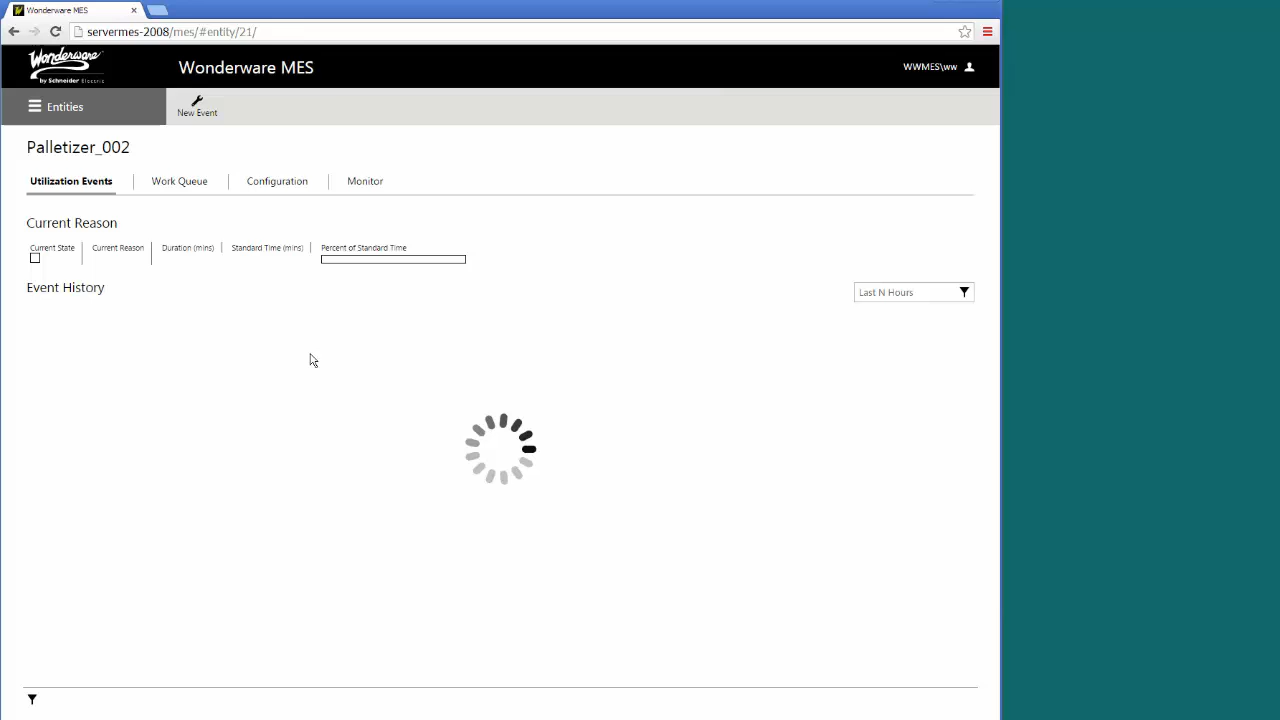 Wonderware MES
servermes-2008/mes/#entity/21/
Wonderware
by Schneider Electric
Wonderware MES
WWMES\ww
Entities
New Event
Palletizer_002
Utilization Events
Work Queue
Configuration
Monitor
Current Reason
Current State
Current Reason
Duration (mins)
Standard Time (mins)
Percent of Standard Time
Event History
Last N Hours